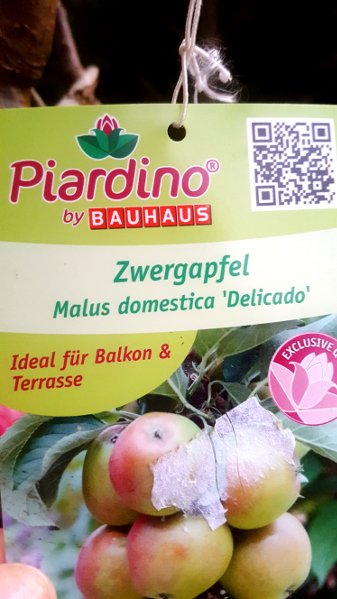 Piardino®
by BAUHAUS
Zwergapfel
Malus domestica 'Delicado'
Ideal für Balkon &
Terrasse
EXCLUSIVE